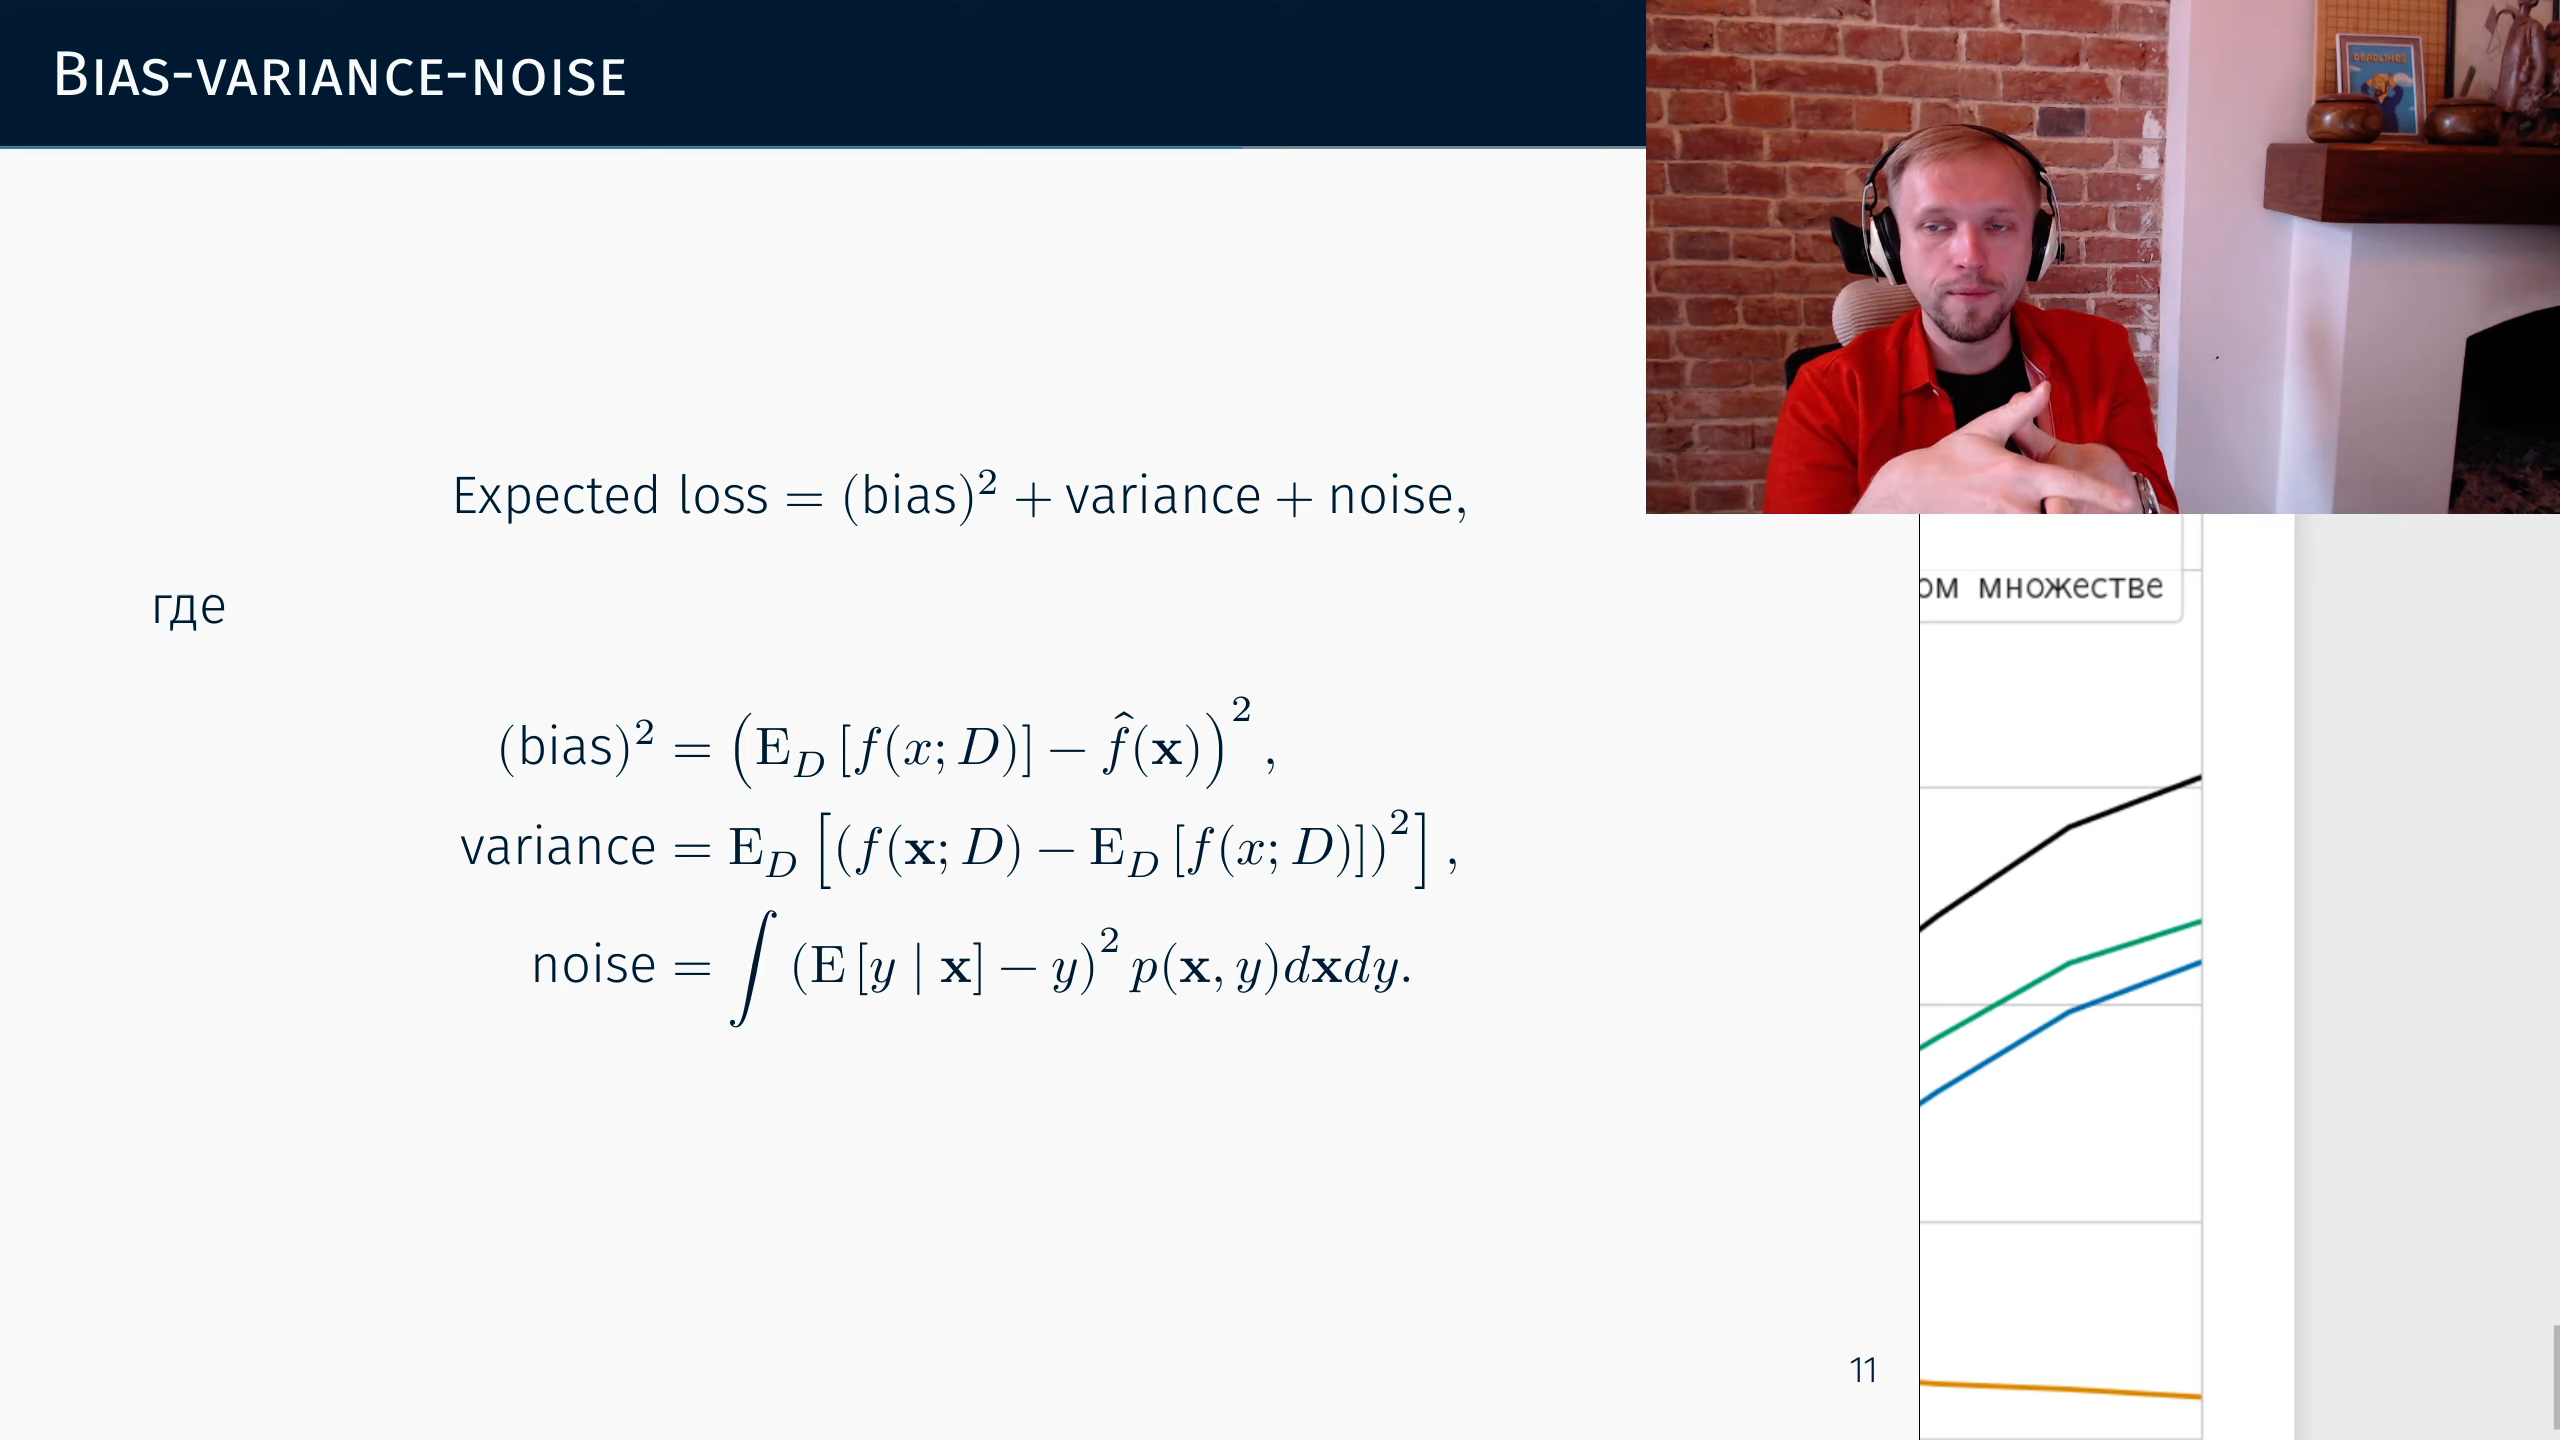 Bias-variance-noise
DEADLINES
Expected loss = (bias)² + variance + noise,
ом множестве
где
(bias)² = (E_D [f(x; D)] − f̂(𝐱))²,
variance = E_D [(f(𝐱; D) − E_D [f(x; D)])²],
noise = ∫ (E [y | 𝐱] − y)² p(𝐱, y)d𝐱dy.
11